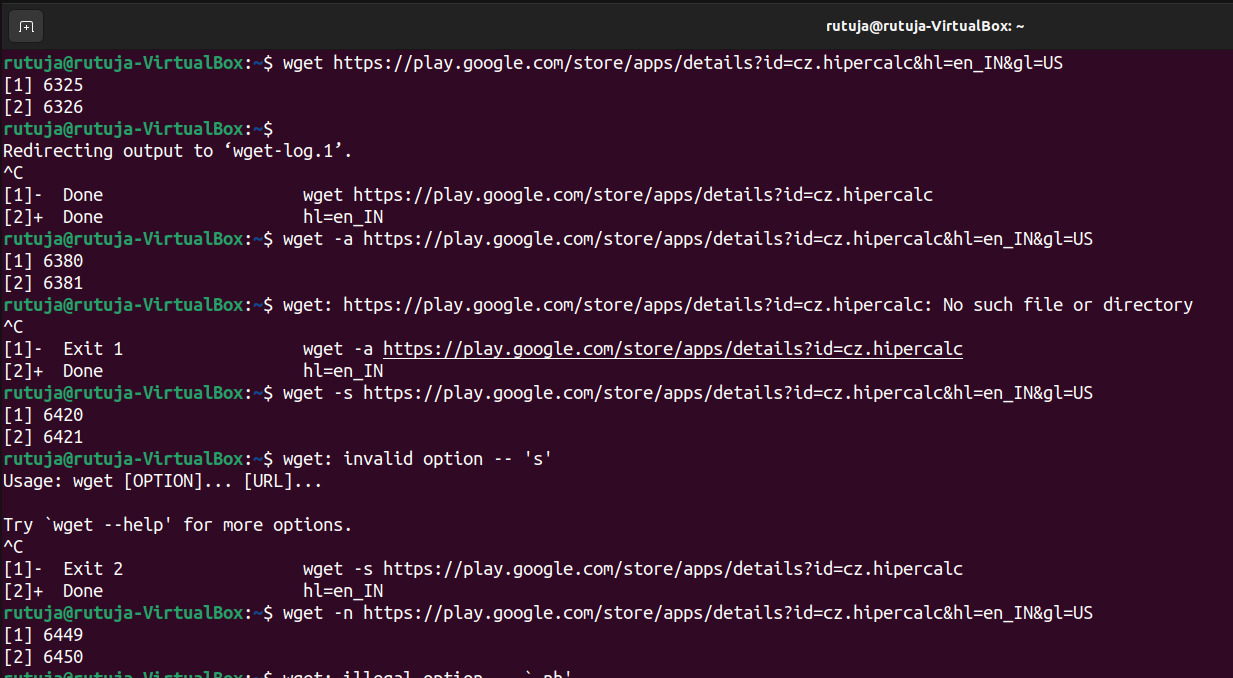 rutuja@rutuja-VirtualBox: ~
rutuja@rutuja-VirtualBox:~$ wget https://play.google.com/store/apps/details?id=cz.hipercalc&hl=en_IN&gl=US
[1] 6325
[2] 6326
rutuja@rutuja-VirtualBox:~$
Redirecting output to ‘wget-log.1’.
^C
[1]-  Done                    wget https://play.google.com/store/apps/details?id=cz.hipercalc
[2]+  Done                    hl=en_IN
rutuja@rutuja-VirtualBox:~$ wget -a https://play.google.com/store/apps/details?id=cz.hipercalc&hl=en_IN&gl=US
[1] 6380
[2] 6381
rutuja@rutuja-VirtualBox:~$ wget: https://play.google.com/store/apps/details?id=cz.hipercalc: No such file or directory
^C
[1]-  Exit 1                  wget -a https://play.google.com/store/apps/details?id=cz.hipercalc
[2]+  Done                    hl=en_IN
rutuja@rutuja-VirtualBox:~$ wget -s https://play.google.com/store/apps/details?id=cz.hipercalc&hl=en_IN&gl=US
[1] 6420
[2] 6421
rutuja@rutuja-VirtualBox:~$ wget: invalid option -- 's'
Usage: wget [OPTION]... [URL]...
Try `wget --help' for more options.
^C
[1]-  Exit 2                  wget -s https://play.google.com/store/apps/details?id=cz.hipercalc
[2]+  Done                    hl=en_IN
rutuja@rutuja-VirtualBox:~$ wget -n https://play.google.com/store/apps/details?id=cz.hipercalc&hl=en_IN&gl=US
[1] 6449
[2] 6450
rutuja@rutuja-VirtualBox:~$ wget: illegal option